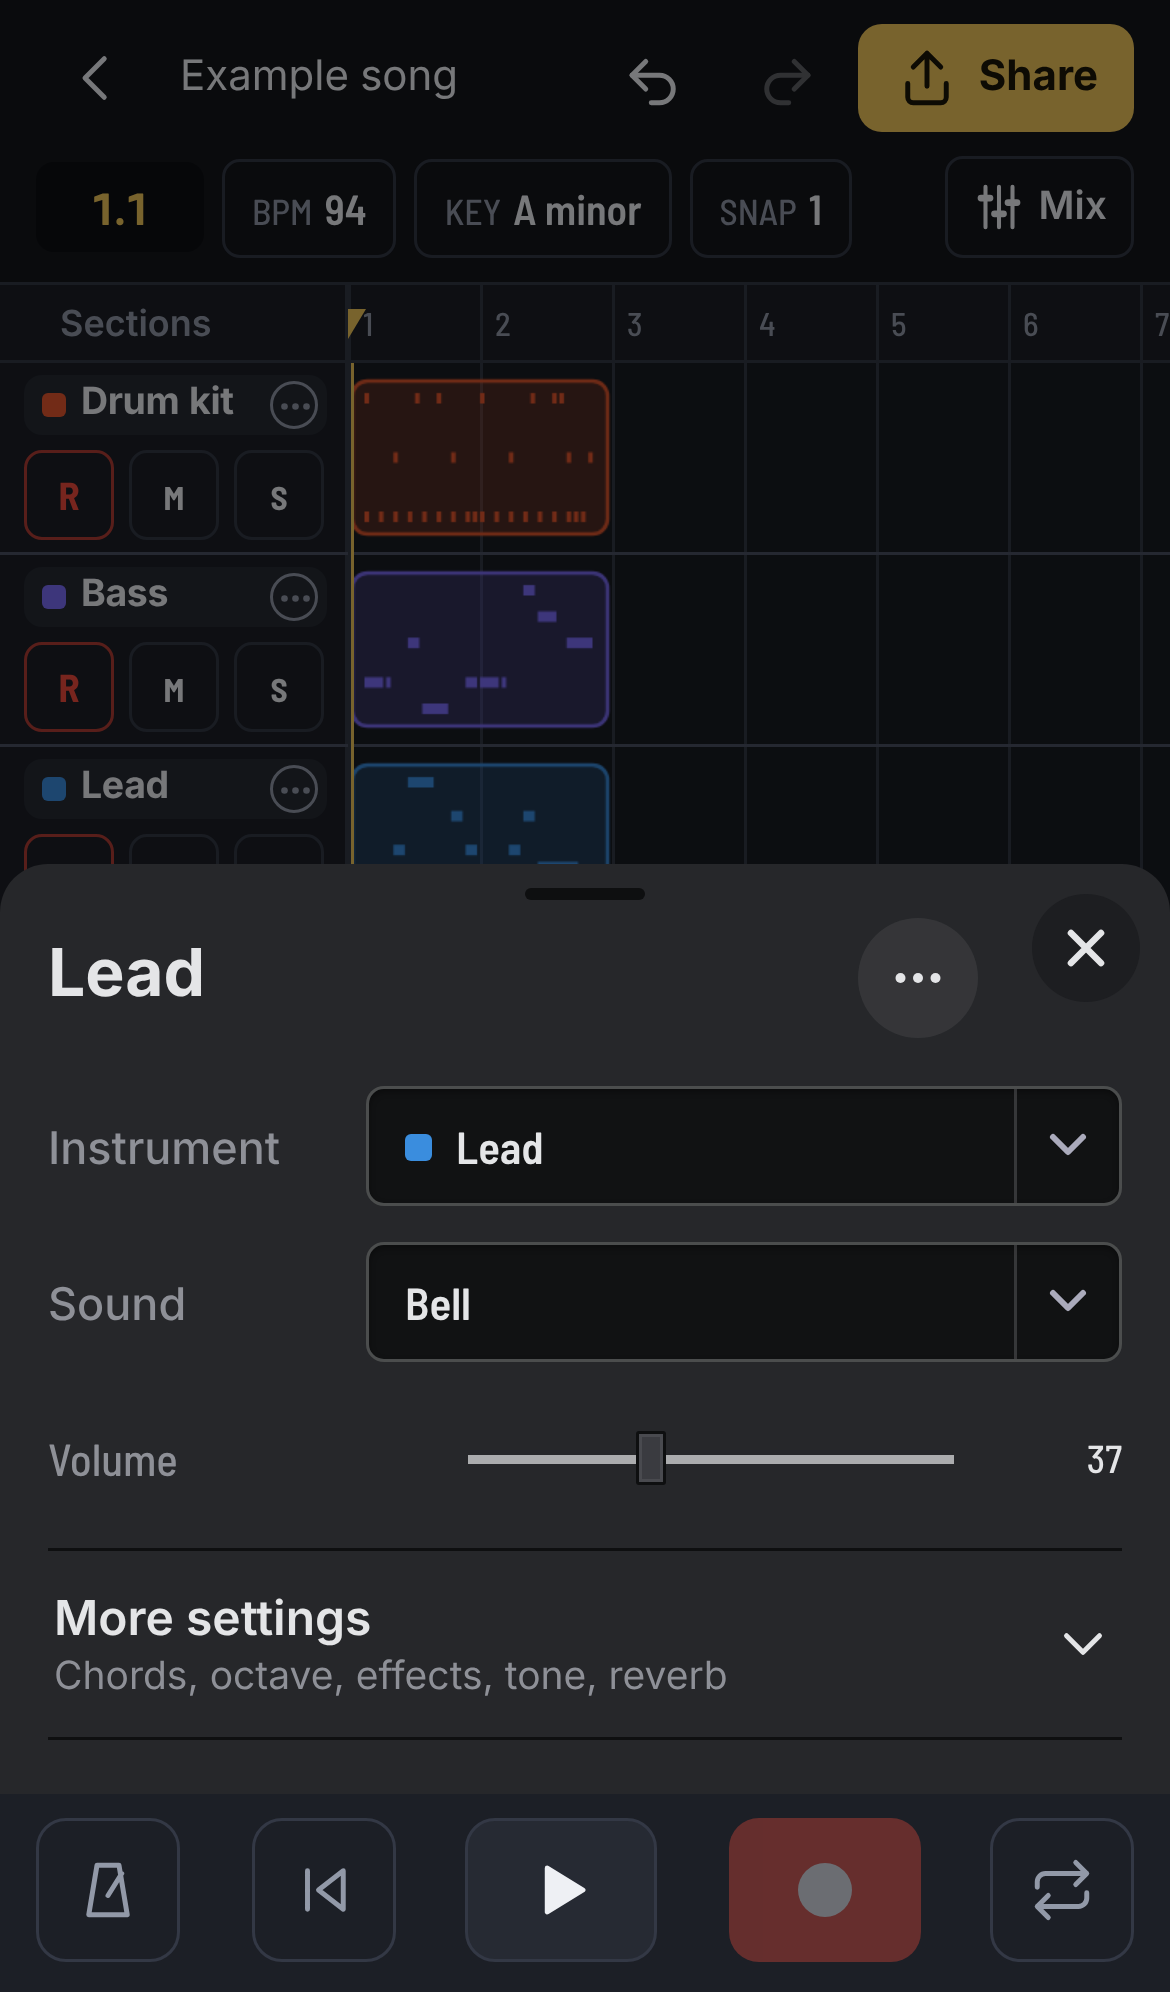 Example song
Share
1.1
BPM 94
KEY A minor
SNAP 1
Mix
Sections
1 2 3 4 5 6 7
Drum kit
R M S
Bass
R M S
Lead
Lead
Instrument
Lead
Sound
Bell
Volume
37
More settings
Chords, octave, effects, tone, reverb